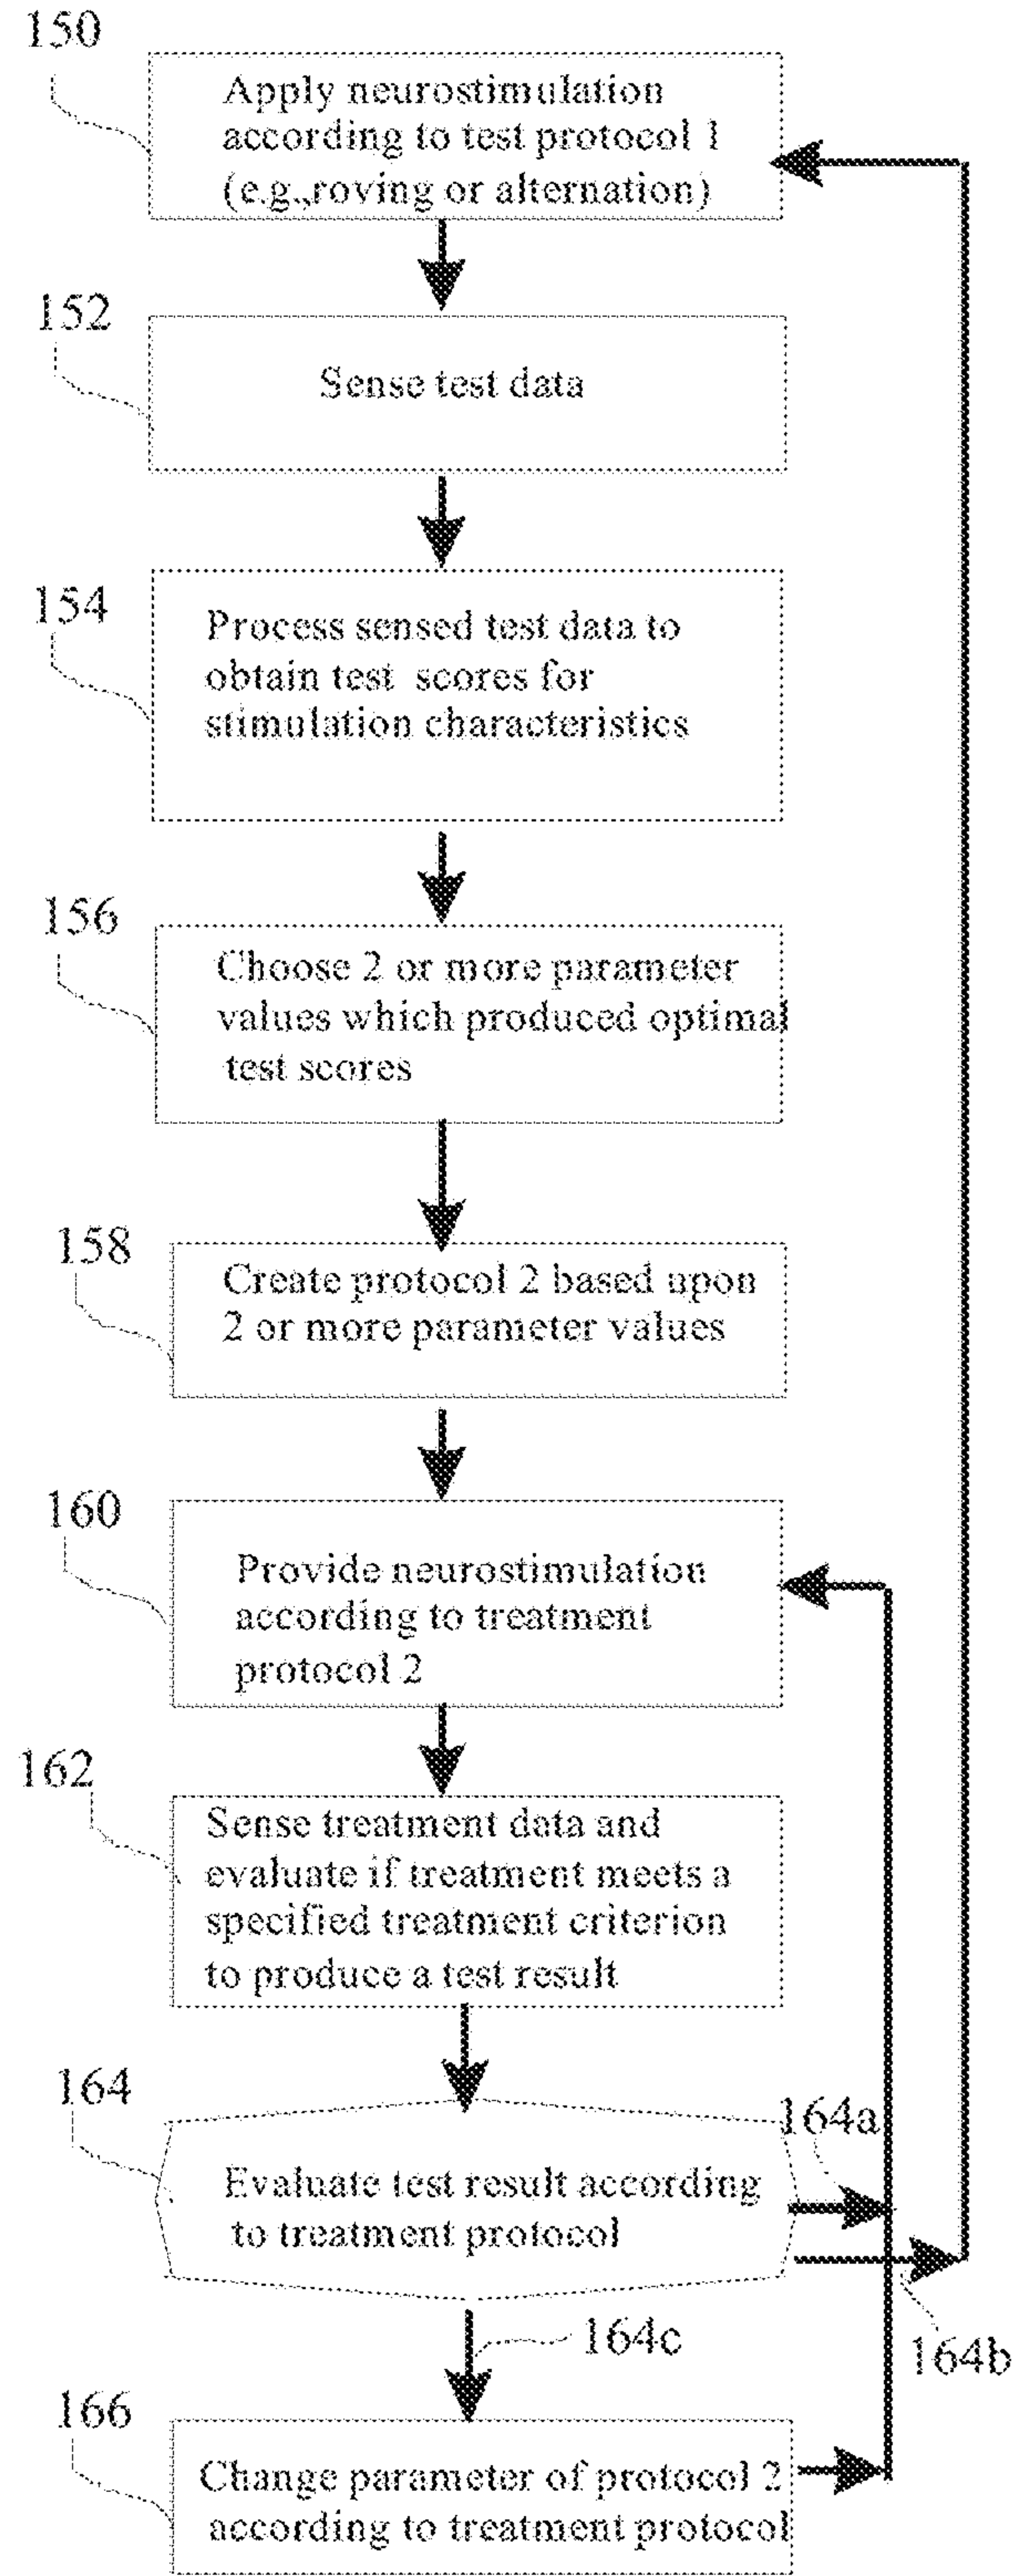 150
Apply neurostimulation
according to test protocol 1
(e.g.,roving or alternation)
152
Sense test data
154
Process sensed test data to
obtain test scores for
stimulation characteristics
156
Choose 2 or more parameter
values which produced optimal
test scores
158
Create protocol 2 based upon
2 or more parameter values
160
Provide neurostimulation
according to treatment
protocol 2
162
Sense treatment data and
evaluate if treatment meets a
specified treatment criterion
to produce a test result
164
164a
Evaluate test result according
to treatment protocol
164b
164c
166
Change parameter of protocol 2
according to treatment protocol